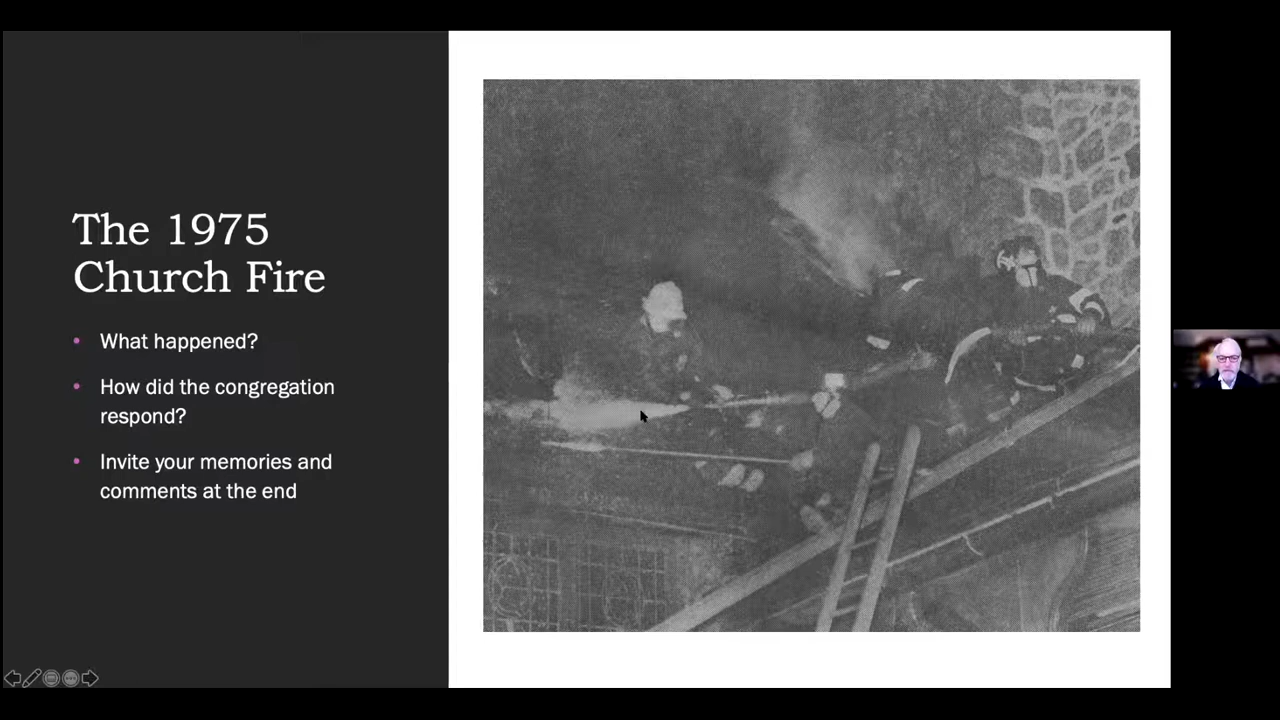 The 1975
Church Fire
• What happened?
• How did the congregation
respond?
• Invite your memories and
comments at the end